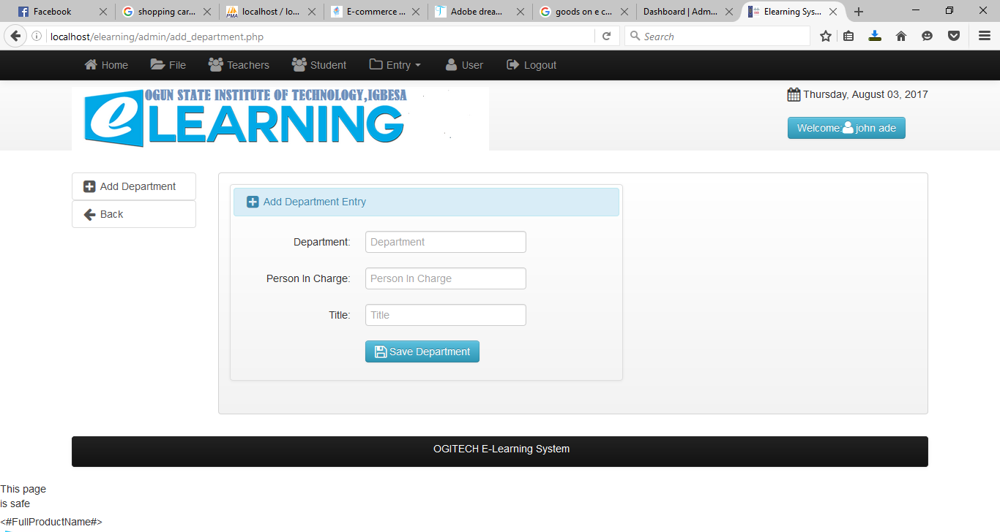 Facebook
shopping car...
localhost / lo...
E-commerce ...
Adobe drea...
goods on e c...
Dashboard | Adm...
Elearning Sys...
localhost/elearning/admin/add_department.php
Search
Home
File
Teachers
Student
Entry
User
Logout
OGUN STATE INSTITUTE OF TECHNOLOGY,IGBESA
eLEARNING
Thursday, August 03, 2017
Welcome john ade
Add Department
Back
Add Department Entry
Department: Department
Person In Charge: Person In Charge
Title: Title
Save Department
OGITECH E-Learning System
This page
is safe
<#FullProductName#>